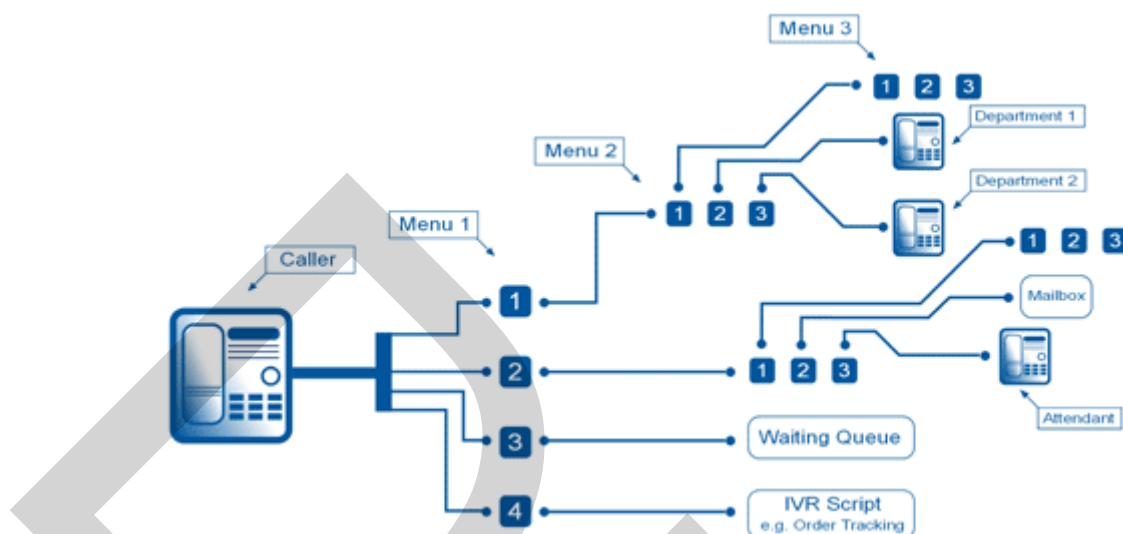 Menu 3
1 2 3
Department 1
Menu 2
Department 2
1 2 3
Menu 1
1 2 3
Caller
1
Mailbox
2
1 2 3
Attendant
3
Waiting Queue
4
IVR Script
e.g. Order Tracking